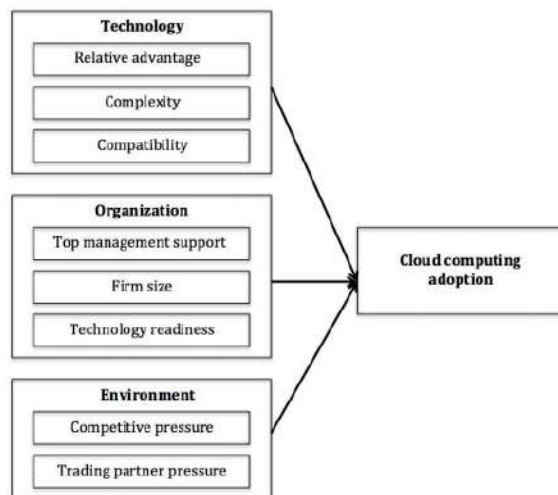 Technology
Relative advantage
Complexity
Compatibility
Organization
Top management support
Firm size
Technology readiness
Environment
Competitive pressure
Trading partner pressure
Cloud computing
adoption